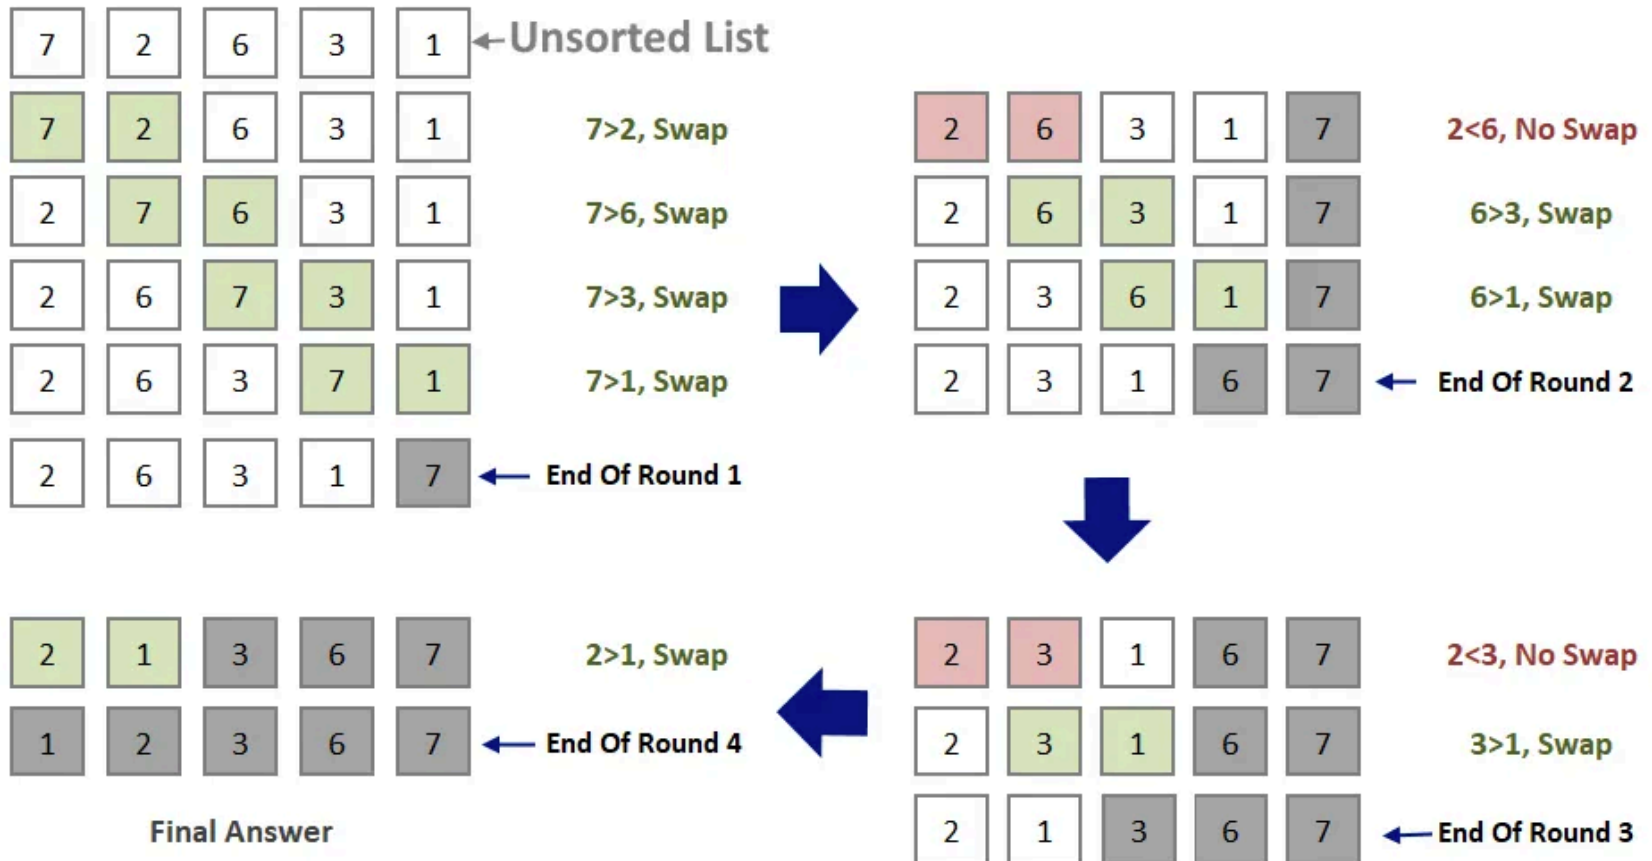 7 2 6 3 1 Unsorted List
7 2 6 3 1 7>2, Swap
2 7 6 3 1 7>6, Swap
2 6 7 3 1 7>3, Swap
2 6 3 7 1 7>1, Swap
2 6 3 1 7 End Of Round 1
2 6 3 1 7 2<6, No Swap
2 6 3 1 7 6>3, Swap
2 3 6 1 7 6>1, Swap
2 3 1 6 7 End Of Round 2
2 3 1 6 7 2<3, No Swap
2 3 1 6 7 3>1, Swap
2 1 3 6 7 End Of Round 3
2 1 3 6 7 2>1, Swap
1 2 3 6 7 End Of Round 4
Final Answer